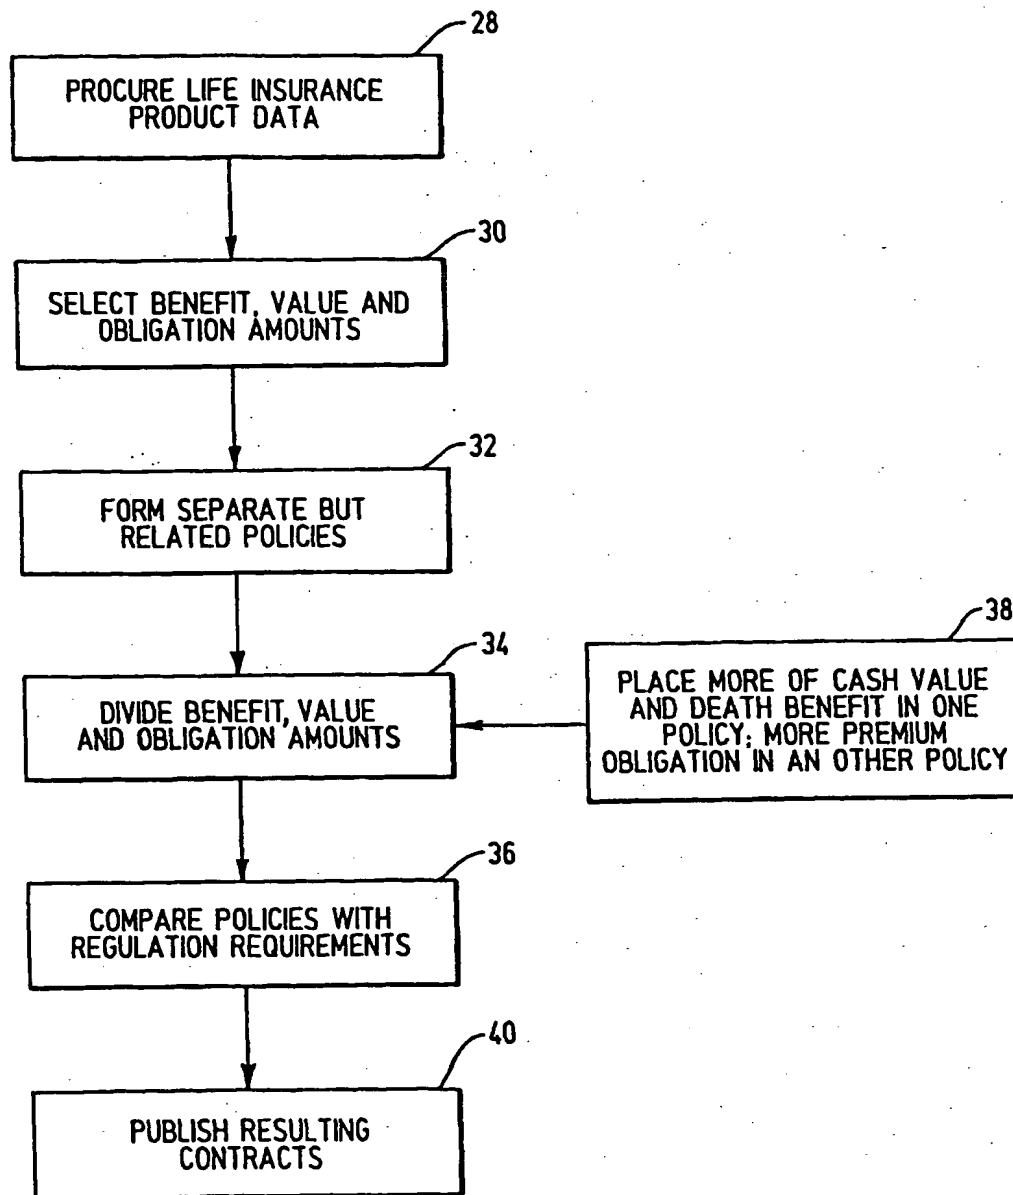 28
PROCURE LIFE INSURANCE
PRODUCT DATA
30
SELECT BENEFIT, VALUE AND
OBLIGATION AMOUNTS
32
FORM SEPARATE BUT
RELATED POLICIES
34
DIVIDE BENEFIT, VALUE
AND OBLIGATION AMOUNTS
38
PLACE MORE OF CASH VALUE
AND DEATH BENEFIT IN ONE
POLICY; MORE PREMIUM
OBLIGATION IN AN OTHER POLICY
36
COMPARE POLICIES WITH
REGULATION REQUIREMENTS
40
PUBLISH RESULTING
CONTRACTS